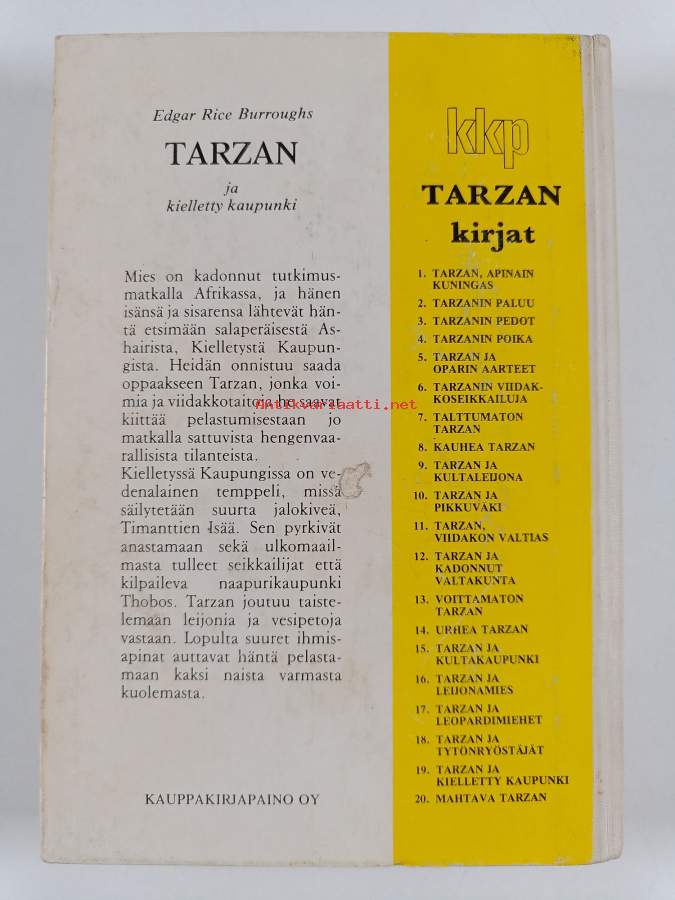 Edgar Rice Burroughs
TARZAN
ja
kielletty kaupunki
Mies on kadonnut tutkimus-
matkalla Afrikassa, ja hänen
isänsä ja sisarensa lähtevät hän-
tä etsimään salaperäisestä As-
hairista, Kielletystä Kaupun-
gista. Heidän onnistuu saada
oppaakseen Tarzan, jonka voi-
mia ja viidakkotaitoja he saavat
kiittää pelastumisestaan jo
matkalla sattuvista hengenvaa-
rallisista tilanteista.
Kielletyssä Kaupungissa on ve-
denalainen temppeli, missä
säilytetään suurta jalokiveä,
Timanttien Isää. Sen pyrkivät
anastamaan sekä ulkomaail-
masta tulleet seikkailijat että
kilpaileva naapurikaupunki
Thobos. Tarzan joutuu taiste-
lemaan leijonia ja vesipetoja
vastaan. Lopulta suuret ihmis-
apinat auttavat häntä pelasta-
maan kaksi naista varmasta
kuolemasta.
KAUPPAKIRJAPAINO OY
kkp
TARZAN
kirjat
1. TARZAN, APINAIN
KUNINGAS
2. TARZANIN PALUU
3. TARZANIN PEDOT
4. TARZANIN POIKA
5. TARZAN JA
OPARIN AARTEET
6. TARZANIN VIIDAK-
KOSEIKKAILUJA
7. TALTTUMATON
TARZAN
8. KAUHEA TARZAN
9. TARZAN JA
KULTALEIJONA
10. TARZAN JA
PIKKUVÄKI
11. TARZAN,
VIIDAKON VALTIAS
12. TARZAN JA
KADONNUT
VALTAKUNTA
13. VOITTAMATON
TARZAN
14. URHEA TARZAN
15. TARZAN JA
KULTAKAUPUNKI
16. TARZAN JA
LEIJONAMIES
17. TARZAN JA
LEOPARDIMIEHET
18. TARZAN JA
TYTÖNRYÖSTÄJÄT
19. TARZAN JA
KIELLETTY KAUPUNKI
20. MAHTAVA TARZAN
Antikvariaatti.net